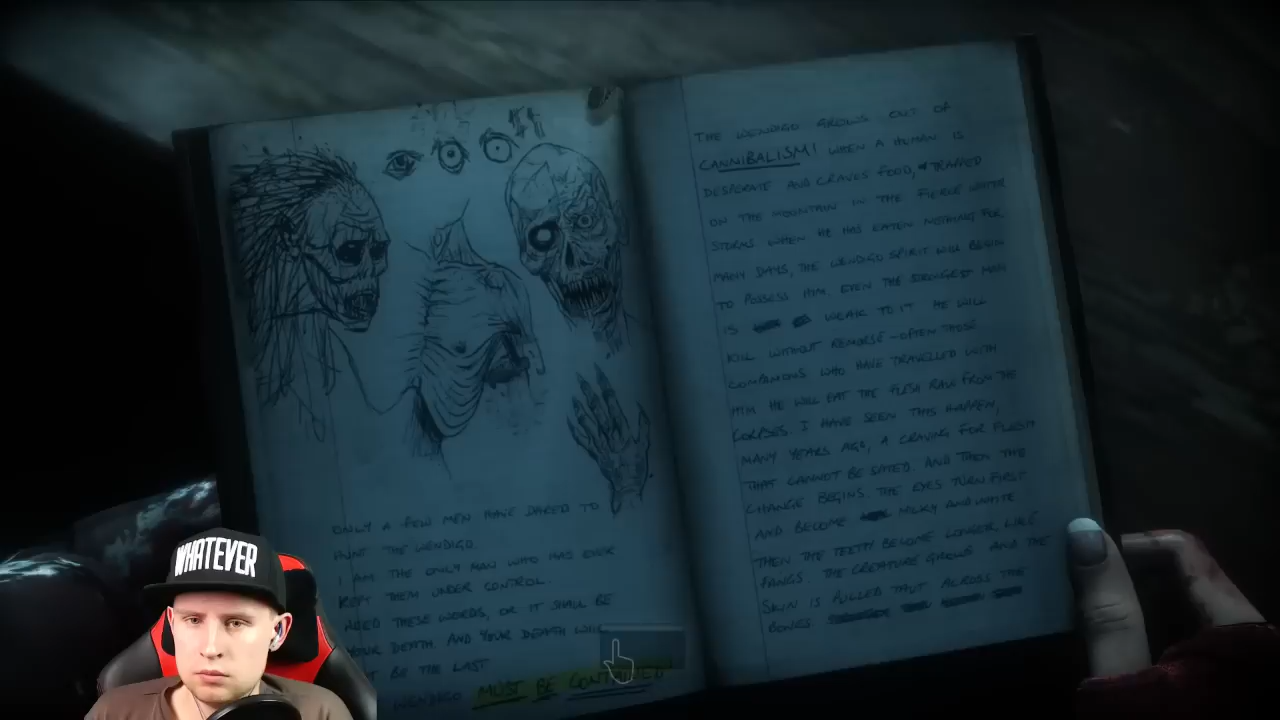 ONLY A FEW MEN HAVE DARED TO
HUNT THE WENDIGO.
I AM THE ONLY MAN WHO HAS EVER
KEPT THEM UNDER CONTROL.
HEED THESE WORDS, OR IT SHALL BE
YOUR DEATH AND YOUR DEATH WILL
BE THE LAST
WENDIGO MUST BE CONTAINED
THE WENDIGO GROWS OUT OF
CANNIBALISM! WHEN A HUMAN IS
DESPERATE AND CRAVES FOOD, & TRAPPED
ON THE MOUNTAIN IN THE FIERCE WINTER
STORMS. WHEN HE HAS EATEN NOTHING FOR
MANY DAYS, THE WENDIGO SPIRIT WILL BEGIN
TO POSSESS HIM. EVEN THE STRONGEST MAN
IS WEAK TO IT HE WILL
KILL WITHOUT REMORSE - OFTEN THOSE
COMPANIONS WHO HAVE TRAVELLED WITH
HIM HE WILL EAT THE FLESH RAW FROM THE
CORPSES. I HAVE SEEN THIS HAPPEN,
MANY YEARS AGO, A CRAVING FOR FLESH
THAT CANNOT BE SATED. AND THEN THE
CHANGE BEGINS. THE EYES TURN FIRST
AND BECOME MILKY AND WHITE
THEN THE TEETH BECOME LONGER, LIKE
FANGS. THE CREATURE GROWS AND THE
SKIN IS PULLED TAUT ACROSS THE
BONES
WHATEVER